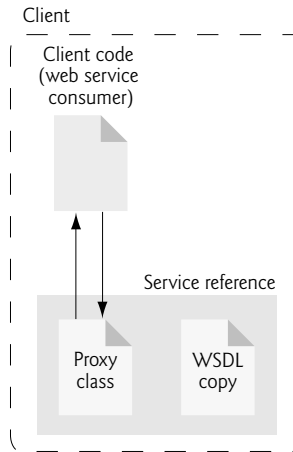 Client
Client code
(web service
consumer)
Service reference
Proxy
class
WSDL
copy